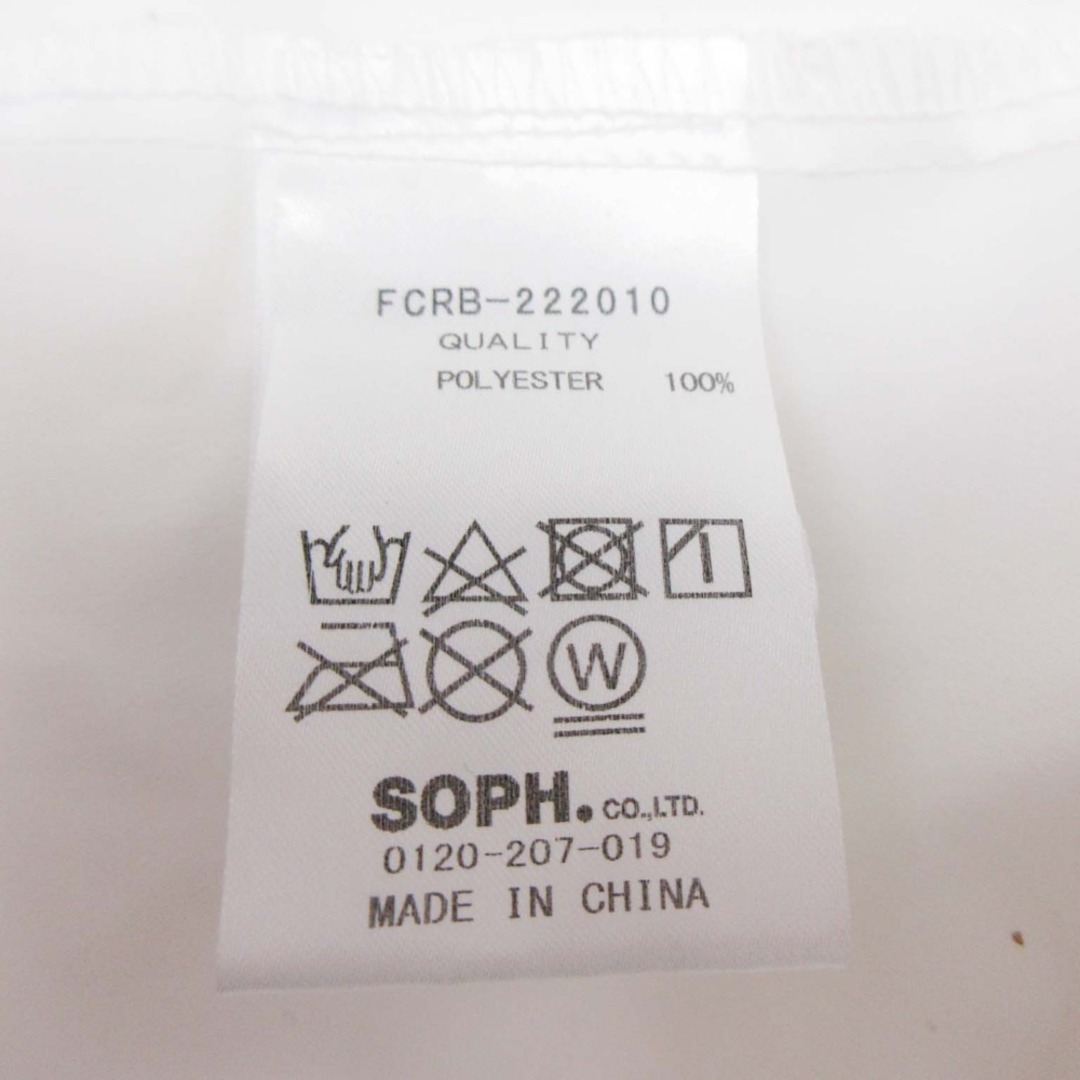 FCRB-222010
QUALITY
POLYESTER 100%
W
SOPH. CO.,LTD.
0120-207-019
MADE IN CHINA